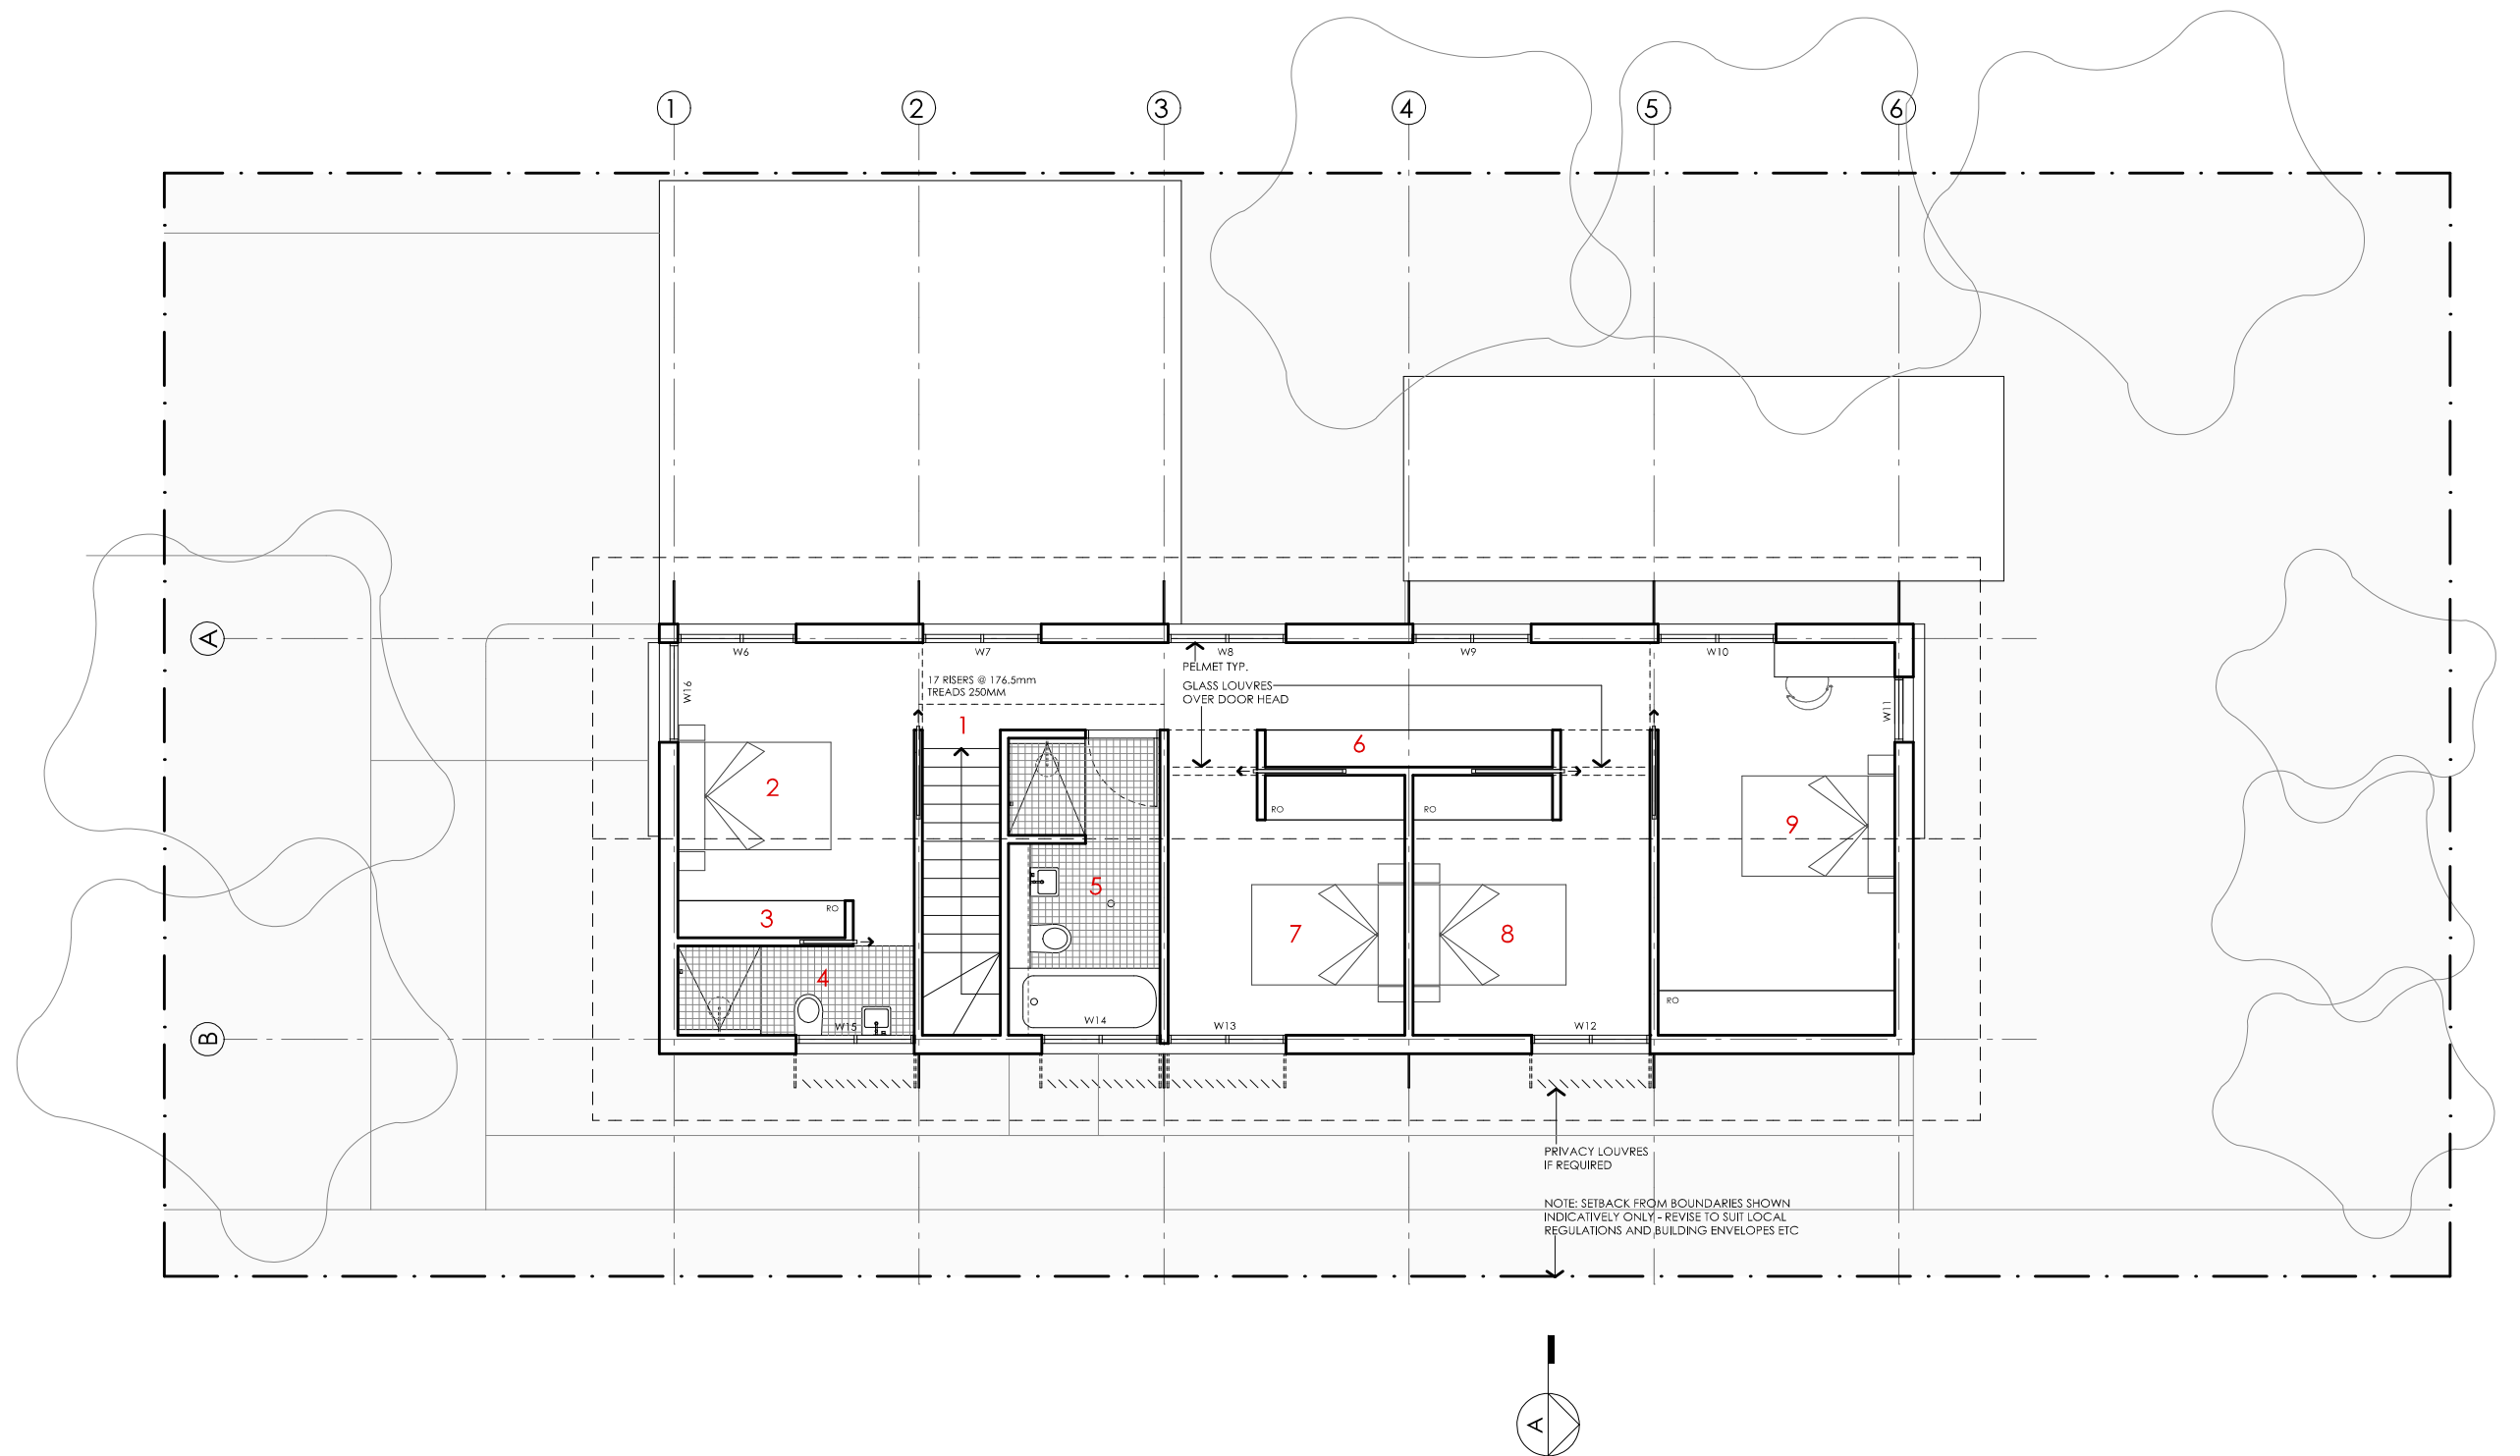 1
2
3
4
5
6
A
W6
W7
W8
W9
W10
W16
17 RISERS @ 176.5mm
TREADS 250MM
PELMET TYP.
GLASS LOUVRES
OVER DOOR HEAD
W11
1
6
2
RO
RO
9
5
3
RO
7
8
4
RO
W15
W14
W13
W12
B
PRIVACY LOUVRES
IF REQUIRED
NOTE: SETBACK FROM BOUNDARIES SHOWN
INDICATIVELY ONLY - REVISE TO SUIT LOCAL
REGULATIONS AND BUILDING ENVELOPES ETC
A